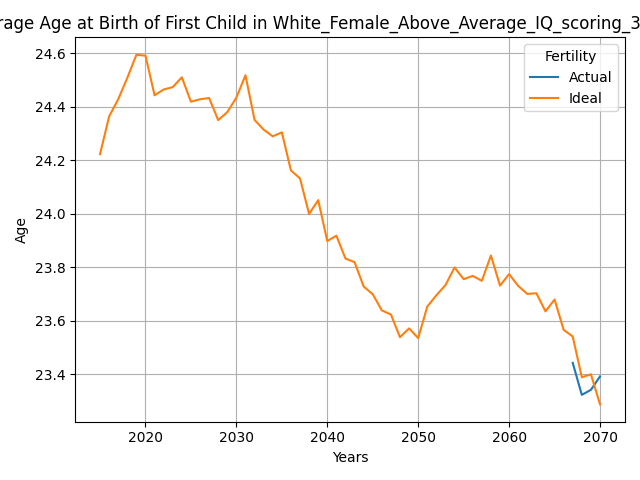 rage Age at Birth of First Child in White_Female_Above_Average_IQ_scoring_3
Fertility
Actual
Ideal
24.6
24.4
24.2
24.0
23.8
23.6
23.4
Age
2020 2030 2040 2050 2060 2070
Years